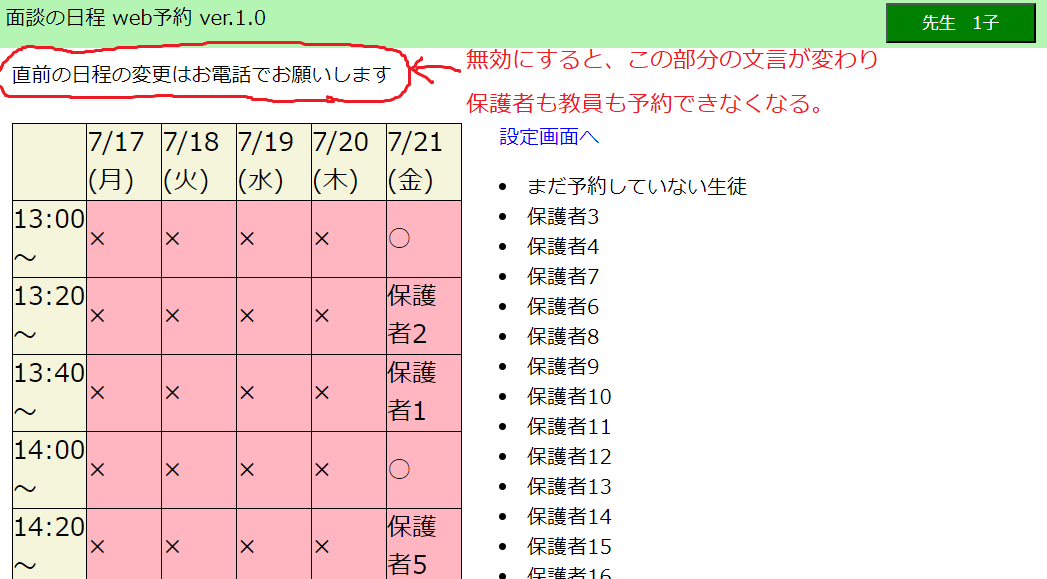 面談の日程 web予約 ver.1.0
先生　1子
直前の日程の変更はお電話でお願いします
無効にすると、この部分の文言が変わり
保護者も教員も予約できなくなる。
設定画面へ
7/17 7/18 7/19 7/20 7/21
(月) (火) (水) (木) (金)
13:00
～ × × × × ○
13:20
～ × × × × 保護者2
13:40
～ × × × × 保護者1
14:00
～ × × × × ○
14:20
～ × × × × 保護者5
まだ予約していない生徒
保護者3
保護者4
保護者7
保護者6
保護者8
保護者9
保護者10
保護者11
保護者12
保護者13
保護者14
保護者15
保護者16